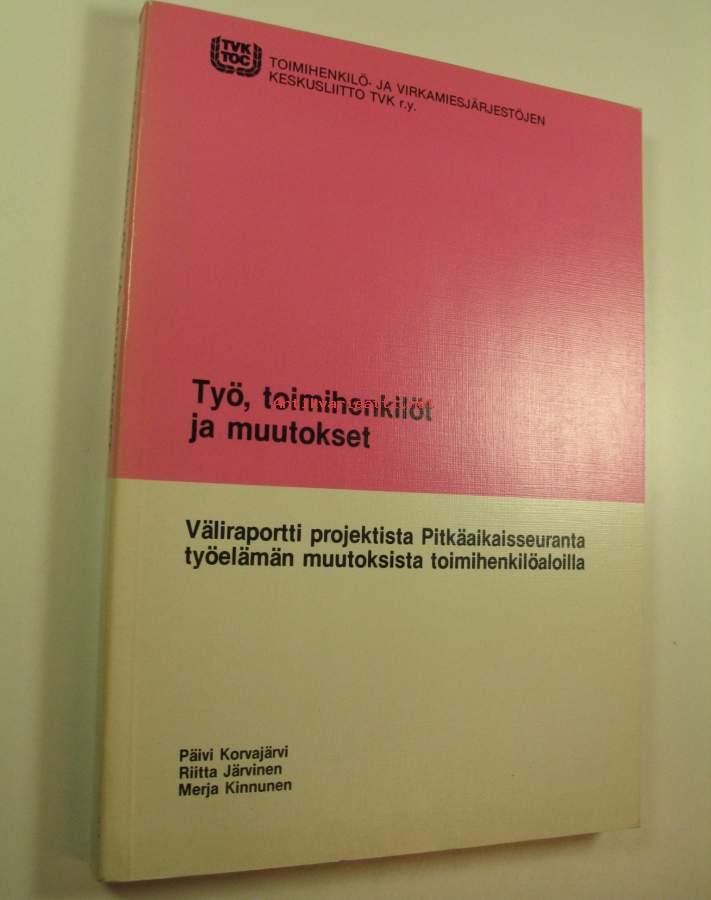 TVK
TOC
TOIMIHENKILÖ- JA VIRKAMIESJÄRJESTÖJEN
KESKUSLIITTO TVK r.y.
Työ, toimihenkilöt
ja muutokset
Väliraportti projektista Pitkäaikaisseuranta
työelämän muutoksista toimihenkilöaloilla
Päivi Korvajärvi
Riitta Järvinen
Merja Kinnunen